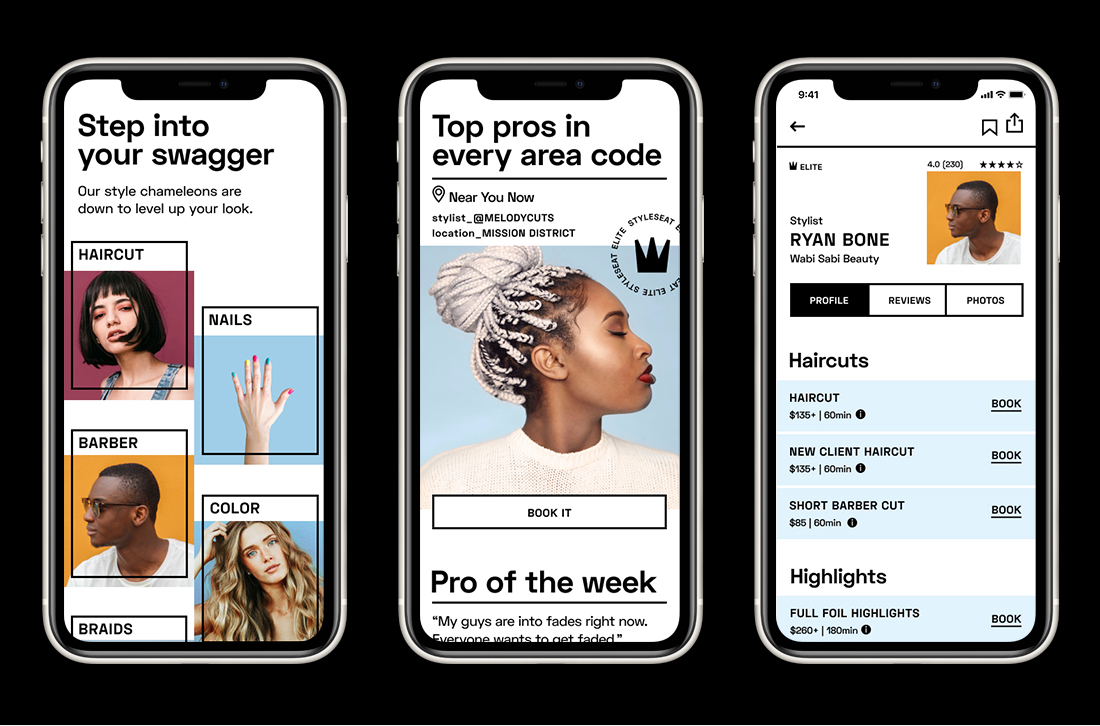 Step into
your swagger
Our style chameleons are
down to level up your look.
HAIRCUT
NAILS
BARBER
COLOR
BRAIDS
Top pros in
every area code
Near You Now
stylist_@MELODYCUTS
location_MISSION DISTRICT
STYLESEAT ELITE STYLESEAT ELITE
BOOK IT
Pro of the week
“My guys are into fades right now.
Everyone wants to get faded.”
9:41
ELITE
4.0 (230)
Stylist
RYAN BONE
Wabi Sabi Beauty
PROFILE
REVIEWS
PHOTOS
Haircuts
HAIRCUT
BOOK
$135+ | 60min
NEW CLIENT HAIRCUT
BOOK
$135+ | 60min
SHORT BARBER CUT
BOOK
$85 | 60min
Highlights
FULL FOIL HIGHLIGHTS
BOOK
$260+ | 180min